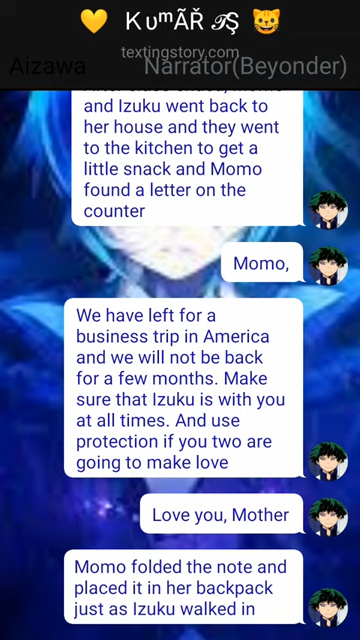 💛 K υᵐÃŘ 𝒯Ş 😺
textingstory.com
Aizawa Narrator(Beyonder)
and Izuku went back to
her house and they went
to the kitchen to get a
little snack and Momo
found a letter on the
counter
Momo,
We have left for a
business trip in America
and we will not be back
for a few months. Make
sure that Izuku is with you
at all times. And use
protection if you two are
going to make love
Love you, Mother
Momo folded the note and
placed it in her backpack
just as Izuku walked in